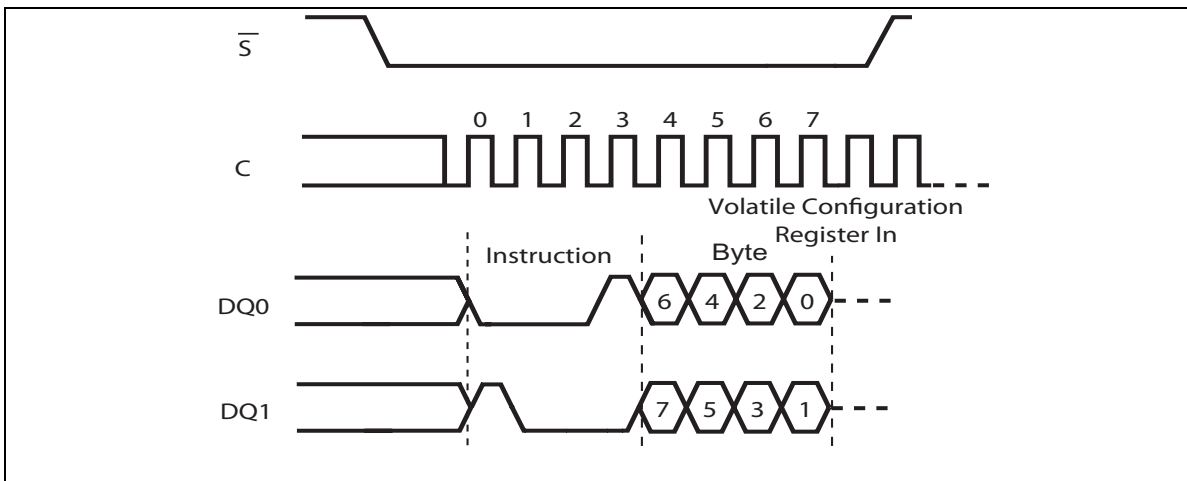 S
0 1 2 3 4 5 6 7
C
Volatile Configuration
Register In
Instruction Byte
DQ0 6 4 2 0
DQ1 7 5 3 1